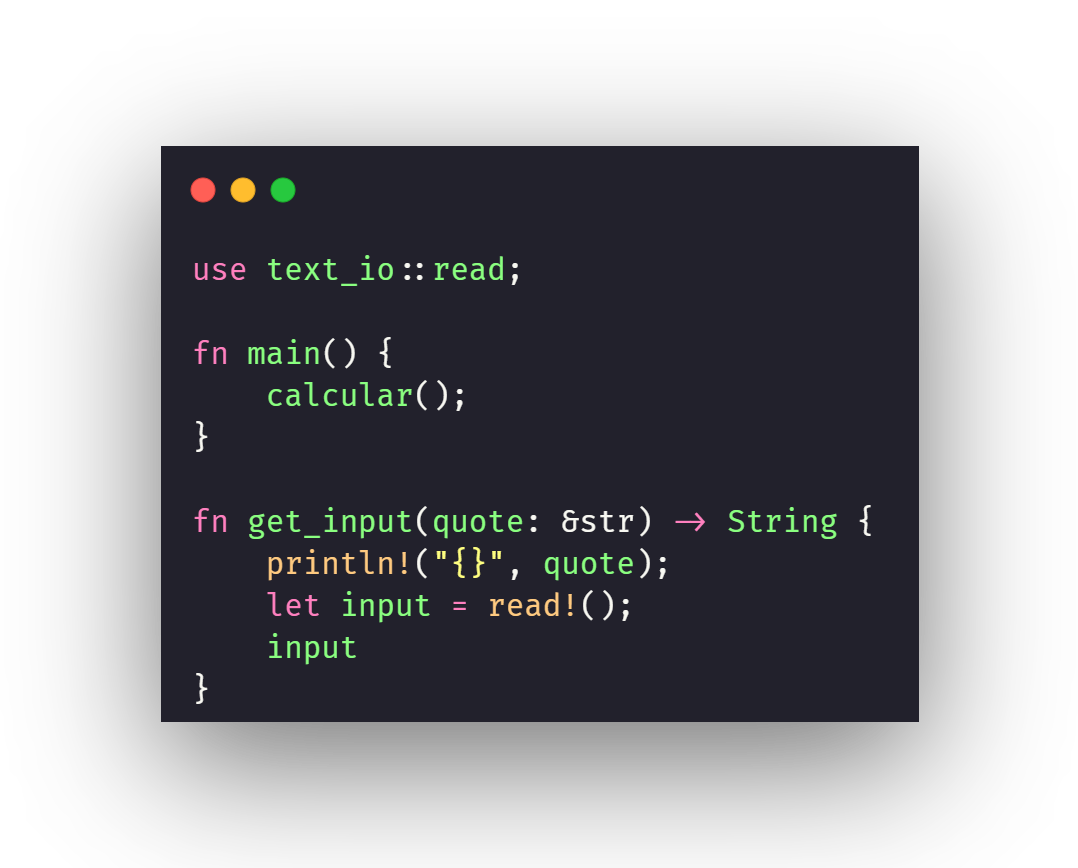 use text_io::read;

fn main() {
    calcular();
}

fn get_input(quote: &str) -> String {
    println!("{}", quote);
    let input = read!();
    input
}